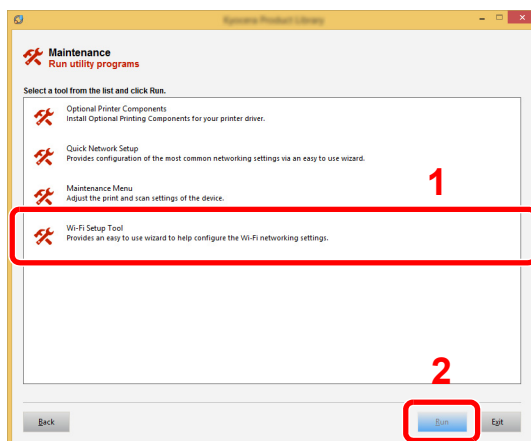 Kyocera Product Library
Maintenance
Run utility programs
Select a tool from the list and click Run.
Optional Printer Components
Install Optional Printing Components for your printer driver.
Quick Network Setup
Provides configuration of the most common networking settings via an easy to use wizard.
1
Maintenance Menu
Adjust the print and scan settings of the device.
Wi-Fi Setup Tool
Provides an easy to use wizard to help configure the Wi-Fi networking settings.
2
Back
Run
Exit